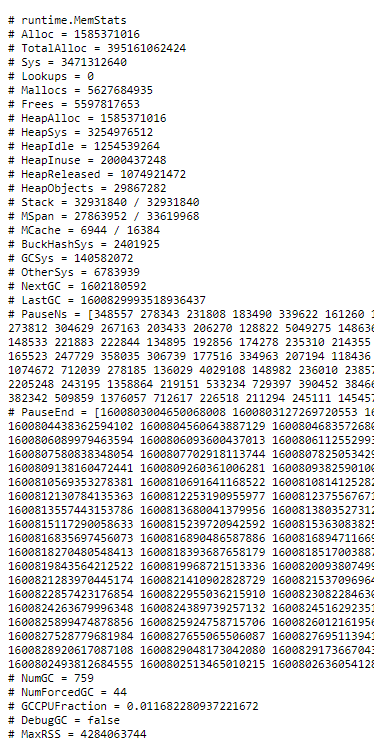 # runtime.MemStats
# Alloc = 1585371016
# TotalAlloc = 395161062424
# Sys = 3471312640
# Lookups = 0
# Mallocs = 5627684935
# Frees = 5597817653
# HeapAlloc = 1585371016
# HeapSys = 3254976512
# HeapIdle = 1254539264
# HeapInuse = 2000437248
# HeapReleased = 1074921472
# HeapObjects = 29867282
# Stack = 32931840 / 32931840
# MSpan = 27863952 / 33619968
# MCache = 6944 / 16384
# BuckHashSys = 2401925
# GCSys = 140582072
# OtherSys = 6783939
# NextGC = 1602180592
# LastGC = 1600829993518936437
# PauseNs = [348557 278343 231808 183490 339622 161260 1
273812 304629 267163 203433 206270 128822 5049275 148636
148533 221883 222844 134895 192856 174278 235310 214355
165523 247729 358035 306739 177516 334963 207194 118436
1074672 712039 278185 136029 4029108 148982 236010 23857
2205248 243195 1358864 219151 533234 729397 390452 38466
382342 509859 1376057 712617 226518 211294 245111 145457
# PauseEnd = [1600803004650068008 1600803127269720553 16
1600804438362594102 1600804560643887129 160080468357268
1600806089979463594 1600806093600437013 160080611255299
1600807580838348054 1600807702918113744 160080782505342
1600809138160472441 1600809260361006281 160080938259010
1600810569353278381 1600810691641168522 160081081412528
1600812130784135363 1600812253190955977 160081237556767
1600813557443153786 1600813680041379956 160081380352731
1600815117290058633 1600815239720942592 160081536308382
1600816835697456073 1600816890486587886 160081689471166
1600818270480548413 1600818393687658179 160081851700388
1600819843564212522 1600819968721513336 160082009380749
1600821283970445174 1600821410902828729 160082153709696
1600822857423176854 1600822955036215910 160082308228463
1600824263679996348 1600824389739257132 160082451629235
1600825899474878856 1600825924758715706 160082601216195
1600827528779681984 1600827655065506087 160082769511394
1600828920617087108 1600829048173042080 160082917366704
1600802493812684555 1600802513465010215 160080263605412
# NumGC = 759
# NumForcedGC = 44
# GCCPUFraction = 0.011682280937221672
# DebugGC = false
# MaxRSS = 4284063744